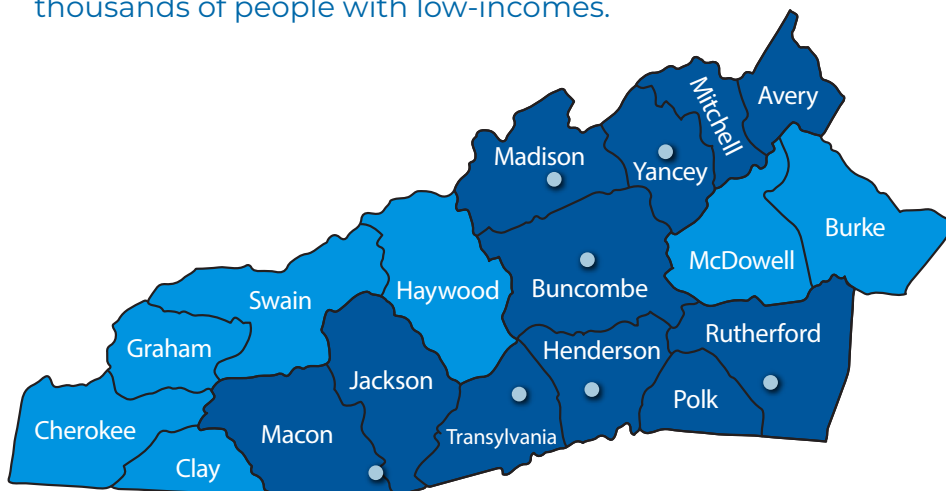 thousands of people with low-incomes.
Avery
Mitchell
Madison
Yancey
Burke
McDowell
Buncombe
Haywood
Swain
Rutherford
Graham
Henderson
Jackson
Polk
Cherokee
Macon
Transylvania
Clay